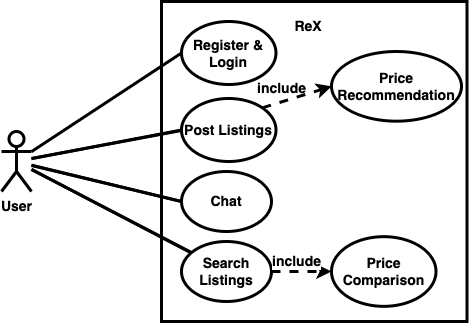 ReX
Register &
Login
include
Price
Recommendation
Post Listings
User
Chat
Search
Listings
include
Price
Comparison